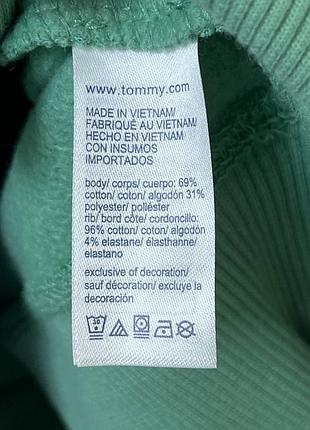 www.tommy.com
MADE IN VIETNAM/
FABRIQUÉ AU VIETNAM/
HECHO EN VIETNAM
CON INSUMOS
IMPORTADOS
body/ corps/ cuerpo: 69%
cotton/ coton/ algodón 31%
polyester/ poliéster
rib/ bord côte/ cordoncillo:
96% cotton/ coton/ algodón
4% elastane/ élasthanne/
elastano
exclusive of decoration/
sauf décoration/ excluye la
decoración
30